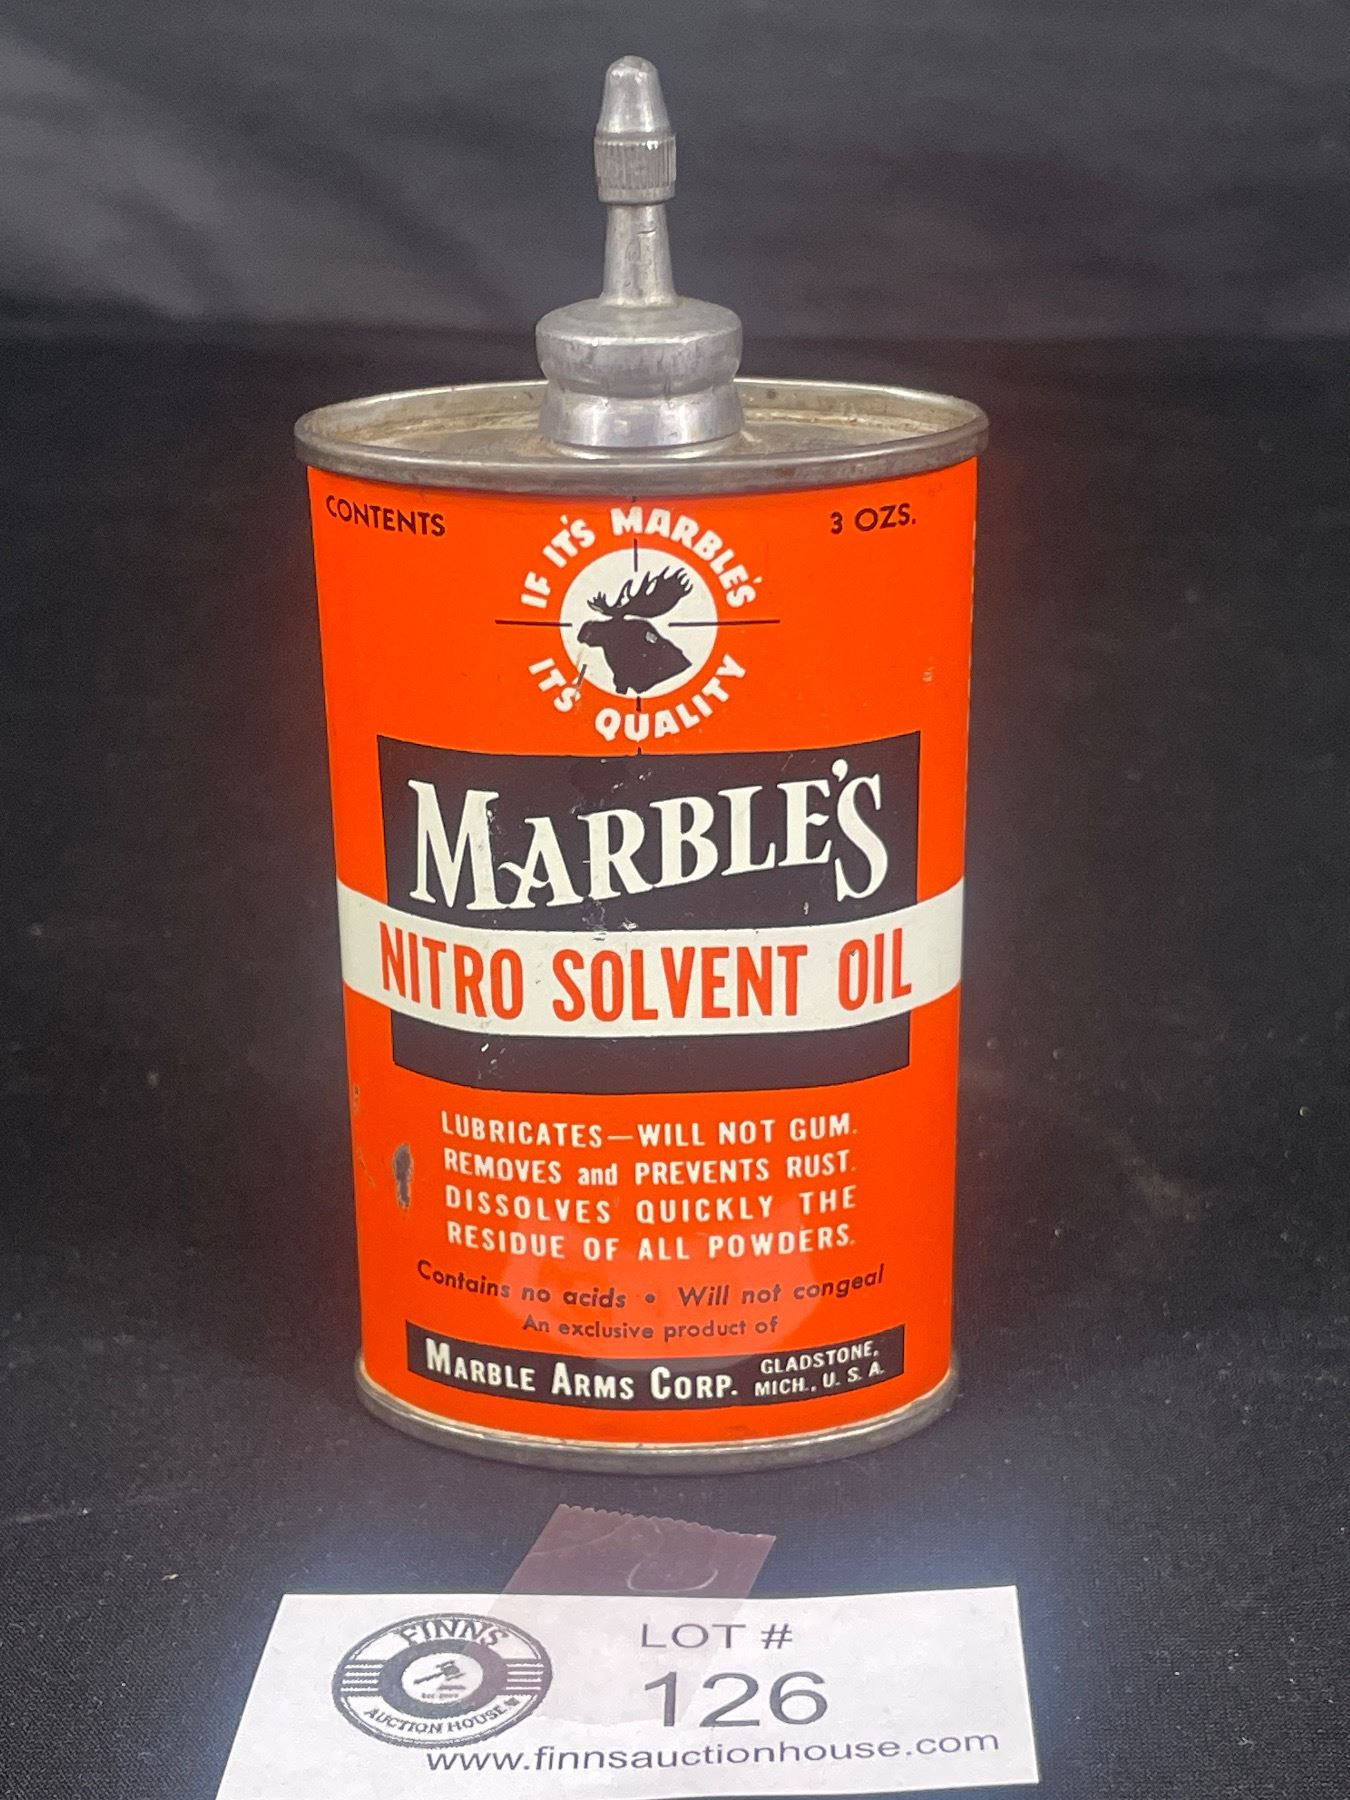 CONTENTS
3 OZS.
IF IT'S MARBLE'S
IT'S QUALITY
MARBLE'S
NITRO SOLVENT OIL
LUBRICATES—WILL NOT GUM.
REMOVES and PREVENTS RUST.
DISSOLVES QUICKLY THE
RESIDUE OF ALL POWDERS.
Contains no acids • Will not congeal
An exclusive product of
MARBLE ARMS CORP. GLADSTONE,
MICH., U. S. A.
FINNS
AUCTION HOUSE
LOT #
126
www.finnsauctionhouse.com